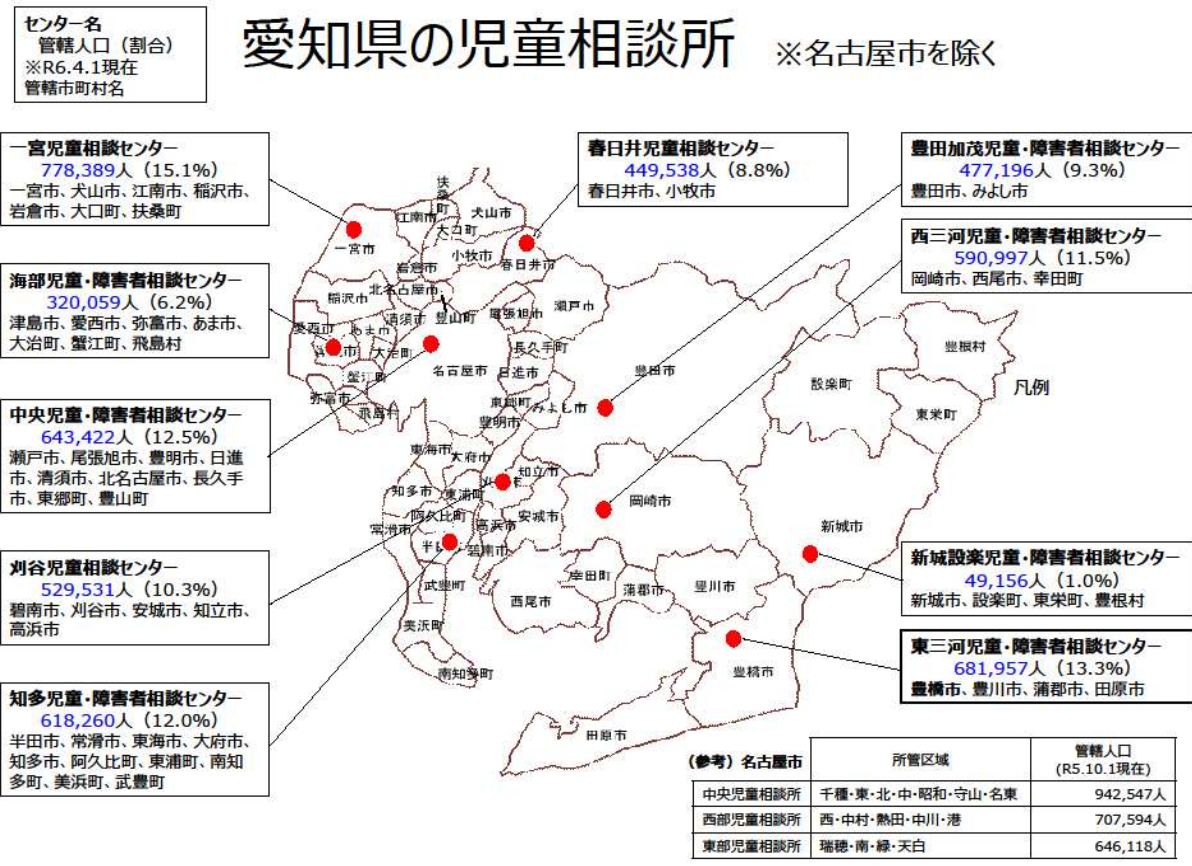 センター名
管轄人口（割合）
※R6.4.1現在
管轄市町村名
愛知県の児童相談所 ※名古屋市を除く
一宮児童相談センター
778,389人（15.1%）
一宮市、犬山市、江南市、稲沢市、
岩倉市、大口町、扶桑町
海部児童・障害者相談センター
320,059人（6.2%）
津島市、愛西市、弥富市、あま市、
大治町、蟹江町、飛島村
中央児童・障害者相談センター
643,422人（12.5%）
瀬戸市、尾張旭市、豊明市、日進
市、清須市、北名古屋市、長久手
市、東郷町、豊山町
刈谷児童相談センター
529,531人（10.3%）
碧南市、刈谷市、安城市、知立市、
高浜市
知多児童・障害者相談センター
618,260人（12.0%）
半田市、常滑市、東海市、大府市、
知多市、阿久比町、東浦町、南知
多町、美浜町、武豊町
春日井児童相談センター
449,538人（8.8%）
春日井市、小牧市
豊田加茂児童・障害者相談センター
477,196人（9.3%）
豊田市、みよし市
西三河児童・障害者相談センター
590,997人（11.5%）
岡崎市、西尾市、幸田町
凡例
新城設楽児童・障害者相談センター
49,156人（1.0%）
新城市、設楽町、東栄町、豊根村
東三河児童・障害者相談センター
681,957人（13.3%）
豊橋市、豊川市、蒲郡市、田原市
扶桑町
江南市
犬山市
大口町
一宮市
小牧市
岩倉市
春日井市
稲沢市
北名古屋市
瀬戸市
清須市
豊山町
尾張旭市
愛西市
あま市
大治町
長久手町
名古屋市
日進市
豊田市
蟹江町
弥富市
飛島村
東郷町
みよし市
豊明市
豊根村
設楽町
東栄町
東海市
大府市
知立市
知多市
東浦町
岡崎市
阿久比町
高浜市
安城市
常滑市
新城市
碧南市
武豊町
幸田町
西尾市
蒲郡市
豊川市
美浜町
南知多町
豊橋市
田原市
（参考）名古屋市 所管区域 管轄人口
(R5.10.1現在)
中央児童相談所 千種・東・北・中・昭和・守山・名東 942,547人
西部児童相談所 西・中村・熱田・中川・港 707,594人
東部児童相談所 瑞穂・南・緑・天白 646,118人